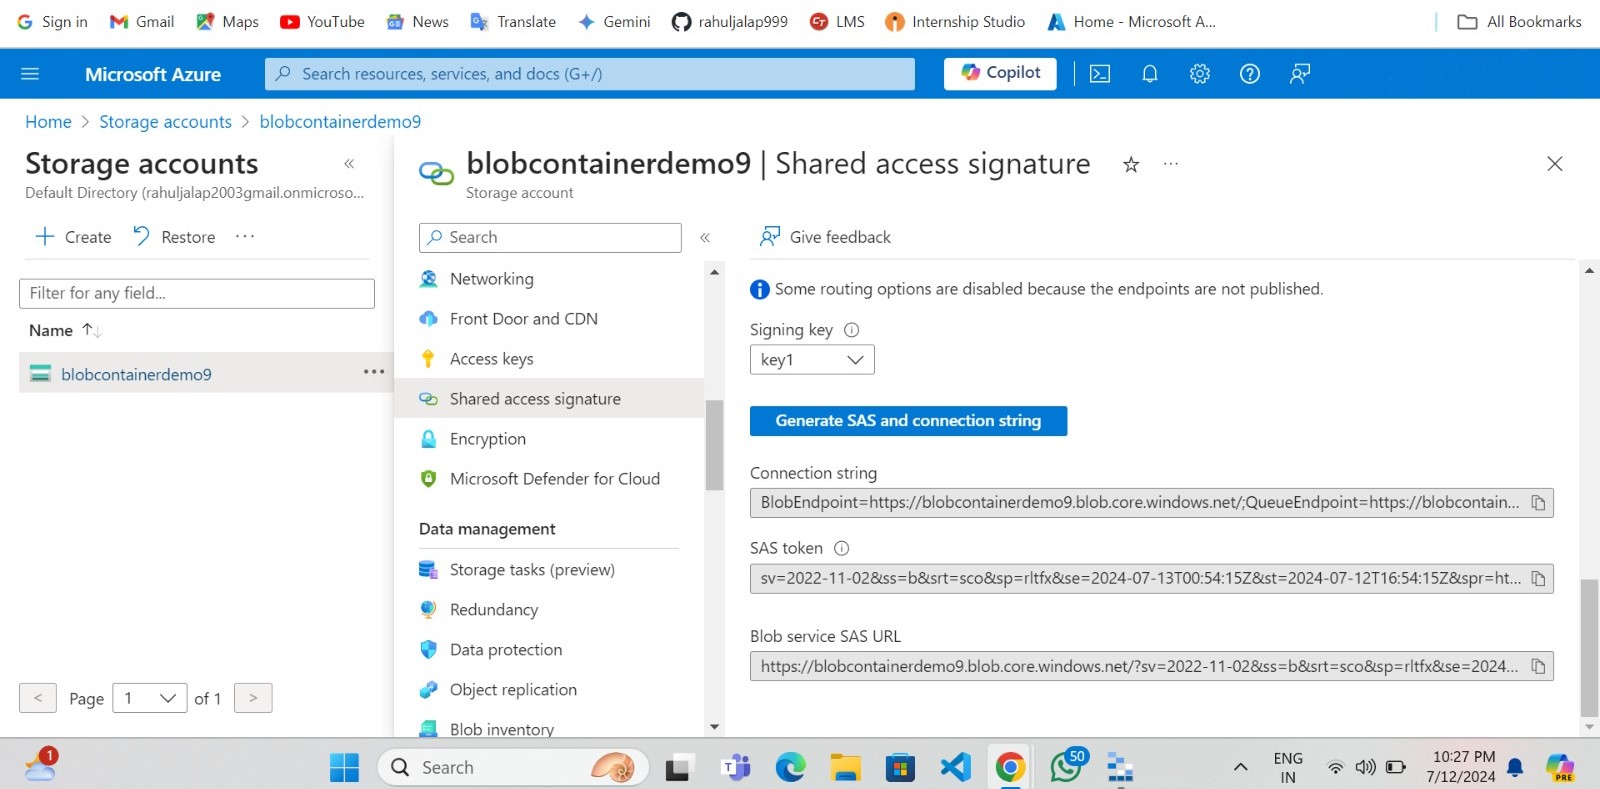 Sign in Gmail Maps YouTube News Translate Gemini rahuljalap999 LMS Internship Studio Home - Microsoft A... All Bookmarks
Microsoft Azure Search resources, services, and docs (G+/) Copilot
Home > Storage accounts > blobcontainerdemo9
Storage accounts «
Default Directory (rahuljalap2003gmail.onmicroso...
+ Create Restore ...
Filter for any field...
Name ↑↓
blobcontainerdemo9 ...
< Page 1 of 1 >
blobcontainerdemo9 | Shared access signature ☆ ...
Storage account
Search «
Networking
Front Door and CDN
Access keys
Shared access signature
Encryption
Microsoft Defender for Cloud
Data management
Storage tasks (preview)
Redundancy
Data protection
Object replication
Blob inventory
Give feedback
Some routing options are disabled because the endpoints are not published.
Signing key
key1
Generate SAS and connection string
Connection string
BlobEndpoint=https://blobcontainerdemo9.blob.core.windows.net/;QueueEndpoint=https://blobcontain...
SAS token
sv=2022-11-02&ss=b&srt=sco&sp=rltfx&se=2024-07-13T00:54:15Z&st=2024-07-12T16:54:15Z&spr=ht...
Blob service SAS URL
https://blobcontainerdemo9.blob.core.windows.net/?sv=2022-11-02&ss=b&srt=sco&sp=rltfx&se=2024...
1 Search 50 ENG 10:27 PM
IN 7/12/2024 PRE